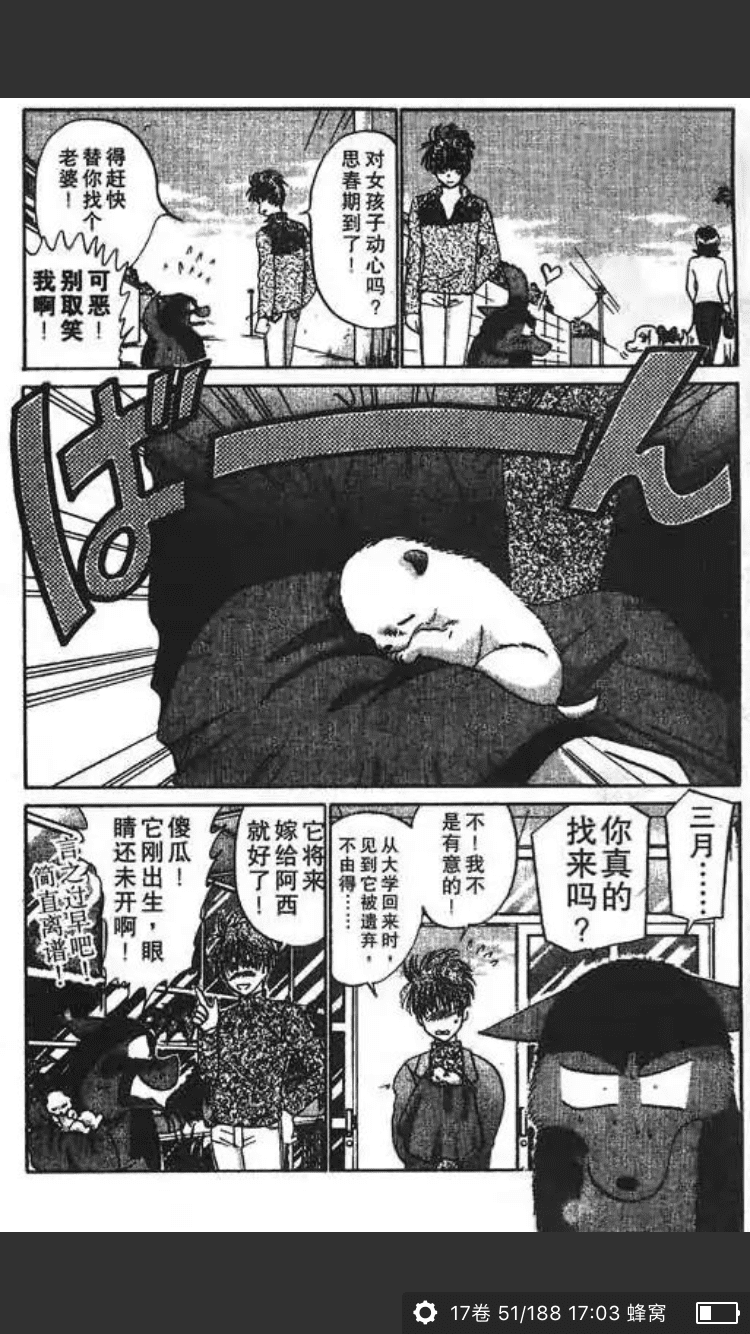 对女孩子动心吗？
思春期到了！
得赶快
替你找个
老婆！
可恶！
别取笑
我啊！
ばーん
三月……
你真的
找来吗？
不！我不
是有意的！
从大学回来时，
见到它被遗弃，
不由得……
它将来
嫁给阿西
就好了！
傻瓜！
它刚出生，眼
睛还未开啊！
言之过早吧！
简直离谱！
17卷 51/188 17:03 蜂窝